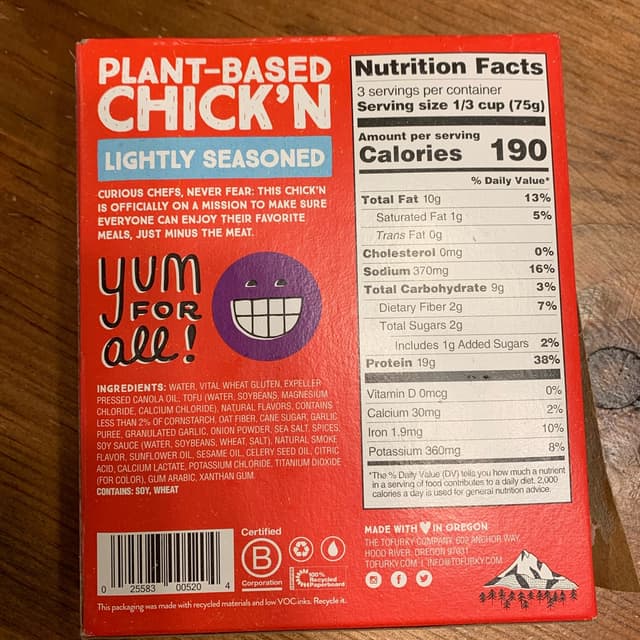 PLANT-BASED
CHICK'N
LIGHTLY SEASONED
CURIOUS CHEFS, NEVER FEAR: THIS CHICK'N
IS OFFICIALLY ON A MISSION TO MAKE SURE
EVERYONE CAN ENJOY THEIR FAVORITE
MEALS, JUST MINUS THE MEAT.
yum
FOR
all!
INGREDIENTS: WATER, VITAL WHEAT GLUTEN, EXPELLER
PRESSED CANOLA OIL, TOFU (WATER, SOYBEANS, MAGNESIUM
CHLORIDE, CALCIUM CHLORIDE), NATURAL FLAVORS, CONTAINS
LESS THAN 2% OF CORNSTARCH, OAT FIBER, CANE SUGAR, GARLIC
PUREE, GRANULATED GARLIC, ONION POWDER, SEA SALT, SPICES,
SOY SAUCE (WATER, SOYBEANS, WHEAT, SALT), NATURAL SMOKE
FLAVOR, SUNFLOWER OIL, SESAME OIL, CELERY SEED OIL, CITRIC
ACID, CALCIUM LACTATE, POTASSIUM CHLORIDE, TITANIUM DIOXIDE
(FOR COLOR), GUM ARABIC, XANTHAN GUM.
CONTAINS: SOY, WHEAT
0 25583 00520 4
Certified
B
Corporation
100%
Recycled
Paperboard
This packaging was made with recycled materials and low VOC inks. Recycle it.
Nutrition Facts
3 servings per container
Serving size 1/3 cup (75g)
Amount per serving
Calories 190
% Daily Value*
Total Fat 10g 13%
Saturated Fat 1g 5%
Trans Fat 0g
Cholesterol 0mg 0%
Sodium 370mg 16%
Total Carbohydrate 9g 3%
Dietary Fiber 2g 7%
Total Sugars 2g
Includes 1g Added Sugars 2%
Protein 19g 38%
Vitamin D 0mcg 0%
Calcium 30mg 2%
Iron 1.9mg 10%
Potassium 360mg 8%
*The % Daily Value (DV) tells you how much a nutrient
in a serving of food contributes to a daily diet. 2,000
calories a day is used for general nutrition advice.
MADE WITH IN OREGON
THE TOFURKY COMPANY, 602 ANCHOR WAY,
HOOD RIVER, OREGON 97031
TOFURKY.COM | INFO@TOFURKY.COM